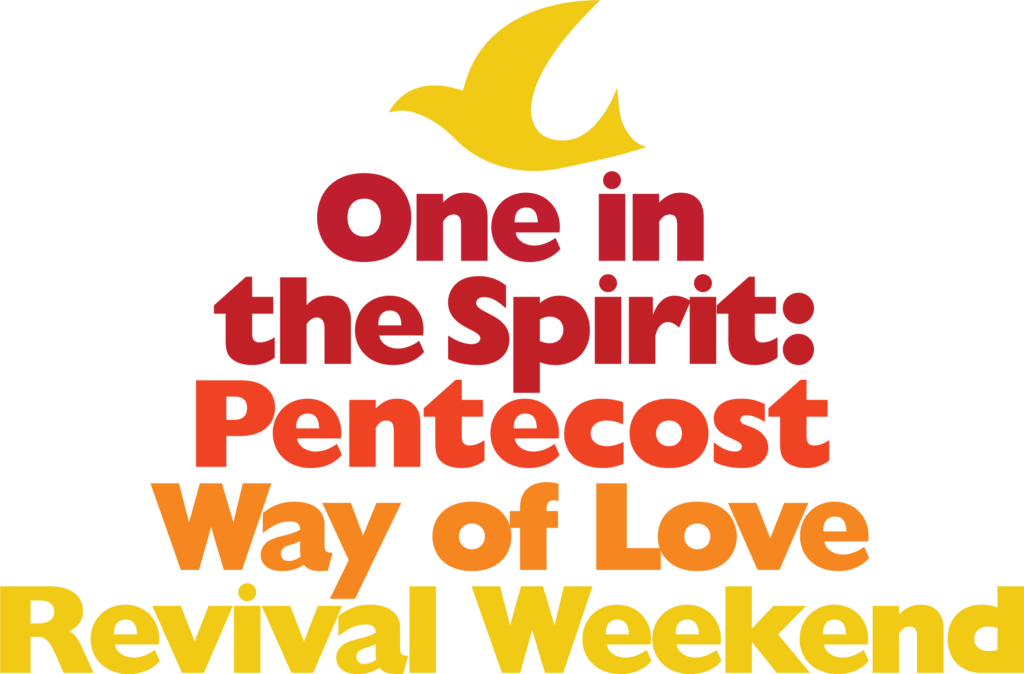 One in
the Spirit:
Pentecost
Way of Love
Revival Weekend